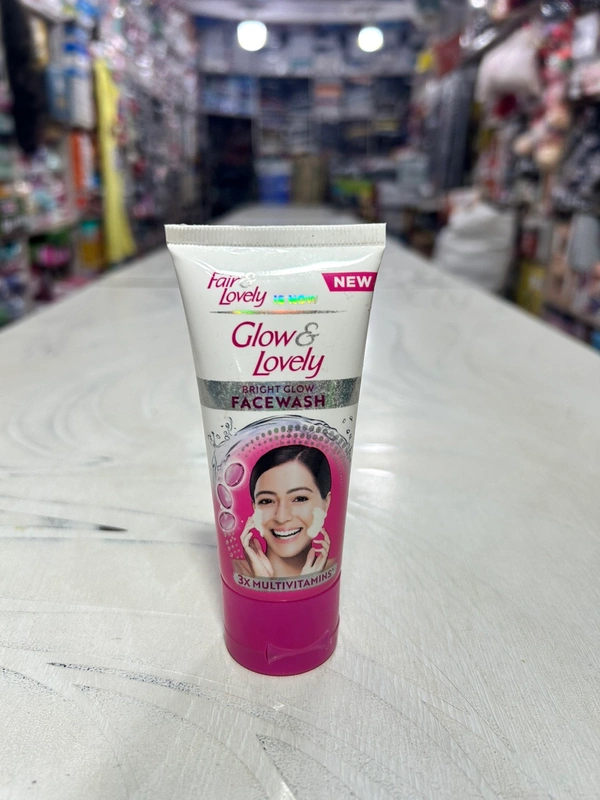 Fair &
Lovely IS NOW
NEW
Glow &
Lovely
BRIGHT GLOW
FACEWASH
3X MULTIVITAMINS*